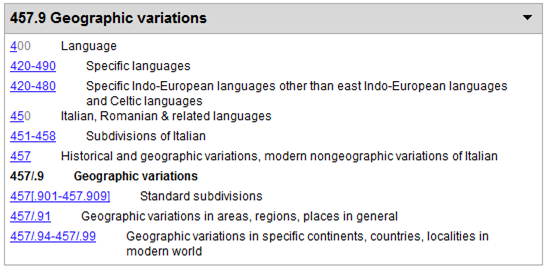 457.9 Geographic variations
400 Language
420-490 Specific languages
420-480 Specific Indo-European languages other than east Indo-European languages
and Celtic languages
450 Italian, Romanian & related languages
451-458 Subdivisions of Italian
457 Historical and geographic variations, modern nongeographic variations of Italian
457/.9 Geographic variations
457[.901-457.909] Standard subdivisions
457/.91 Geographic variations in areas, regions, places in general
457/.94-457/.99 Geographic variations in specific continents, countries, localities in
modern world